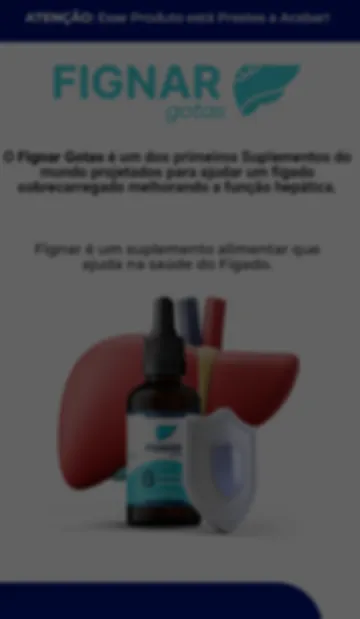 ATENÇÃO: Esse Produto está Prestes a Acabar!
FIGNAR
gotas
O Fignar Gotas é um dos primeiros Suplementos do
mundo projetados para ajudar um fígado
sobrecarregado melhorando a função hepática.
Fignar é um suplemento alimentar que
ajuda na saúde do Fígado.
FIGNAR